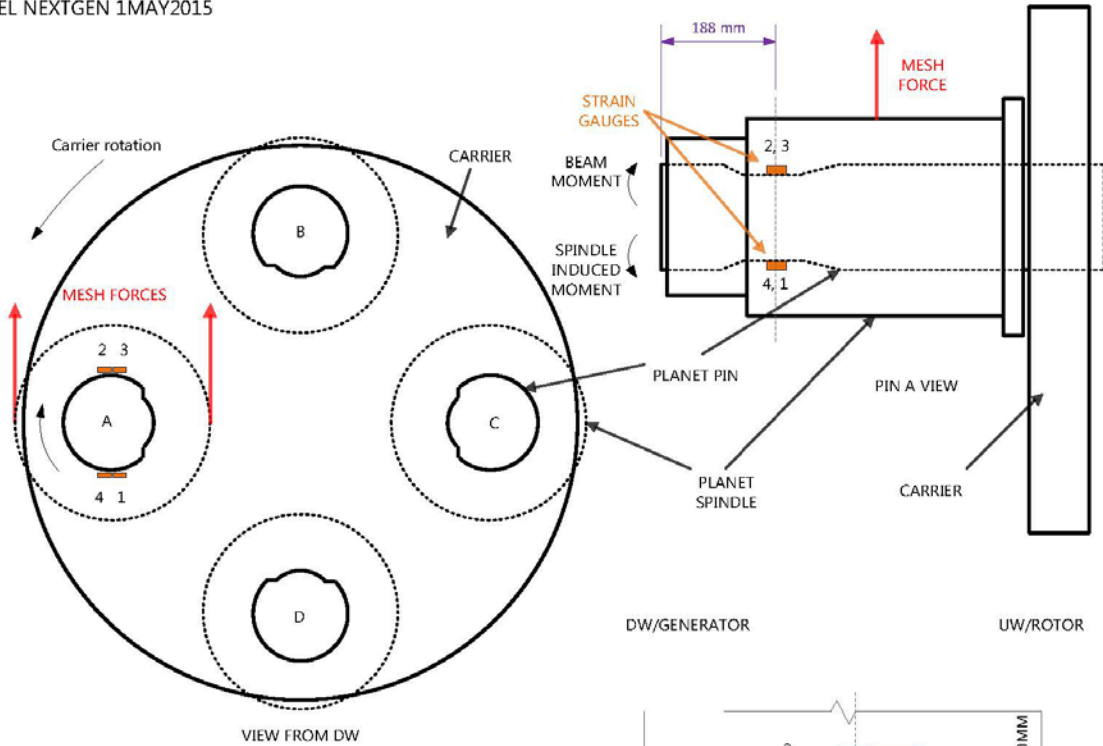 EL NEXTGEN 1MAY2015
188 mm
MESH
FORCE
STRAIN
GAUGES
2, 3
BEAM
MOMENT
SPINDLE
INDUCED
MOMENT
4, 1
Carrier rotation
CARRIER
B
MESH FORCES
2 3
A
4 1
C
PLANET PIN
PIN A VIEW
PLANET
SPINDLE
CARRIER
D
DW/GENERATOR
UW/ROTOR
VIEW FROM DW
MM